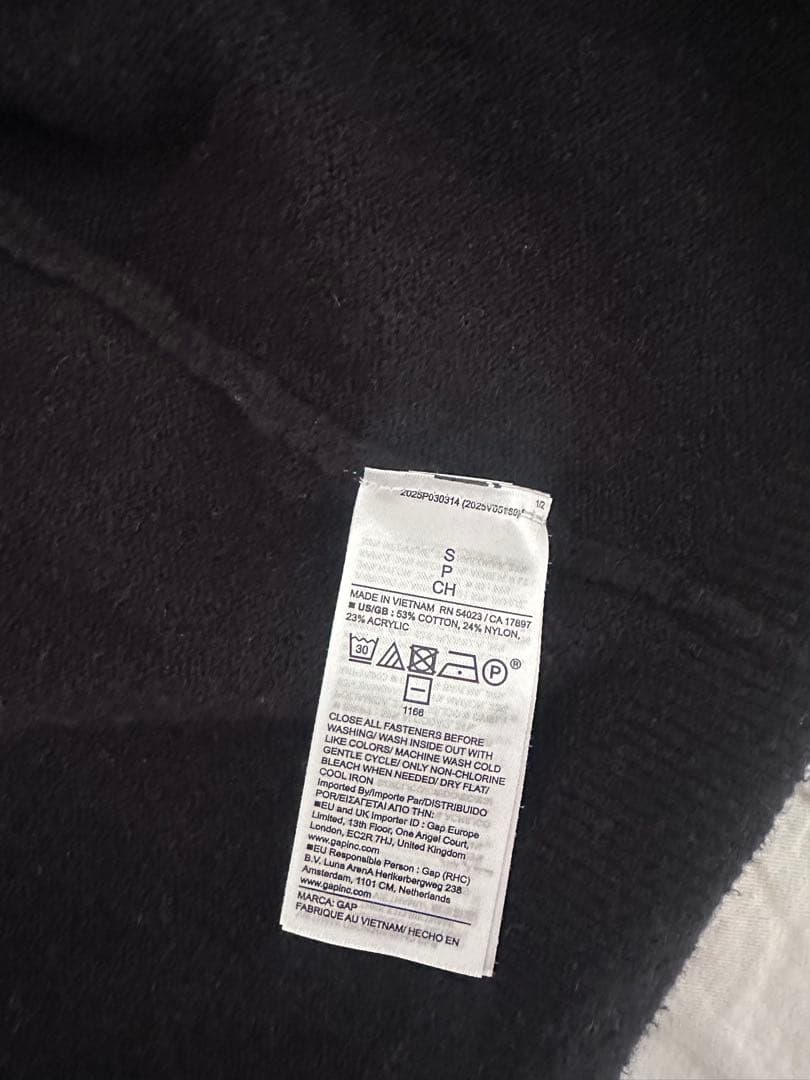 1/2
2025P030314
S
P
CH
MADE IN VIETNAM RN 54023 / CA 17897
■ US/GB : 53% COTTON, 24% NYLON,
23% ACRYLIC
30
P ®
1166
CLOSE ALL FASTENERS BEFORE
WASHING/ WASH INSIDE OUT WITH
LIKE COLORS/ MACHINE WASH COLD
GENTLE CYCLE/ ONLY NON-CHLORINE
BLEACH WHEN NEEDED/ DRY FLAT/
COOL IRON
Imported By/Importe Par/DISTRIBUIDO
POR/ΕΙΣΑΓΕΤΑΙ ΑΠΟ ΤΗΝ:
■EU and UK Importer ID : Gap Europe
Limited, 13th Floor, One Angel Court,
London, EC2R 7HJ, United Kingdom
www.gapinc.com
■EU Responsible Person : Gap (RHC)
B.V. Luna ArenA Herikerbergweg 238
Amsterdam, 1101 CM, Netherlands
www.gapinc.com
MARCA: GAP
FABRIQUE AU VIETNAM/ HECHO EN